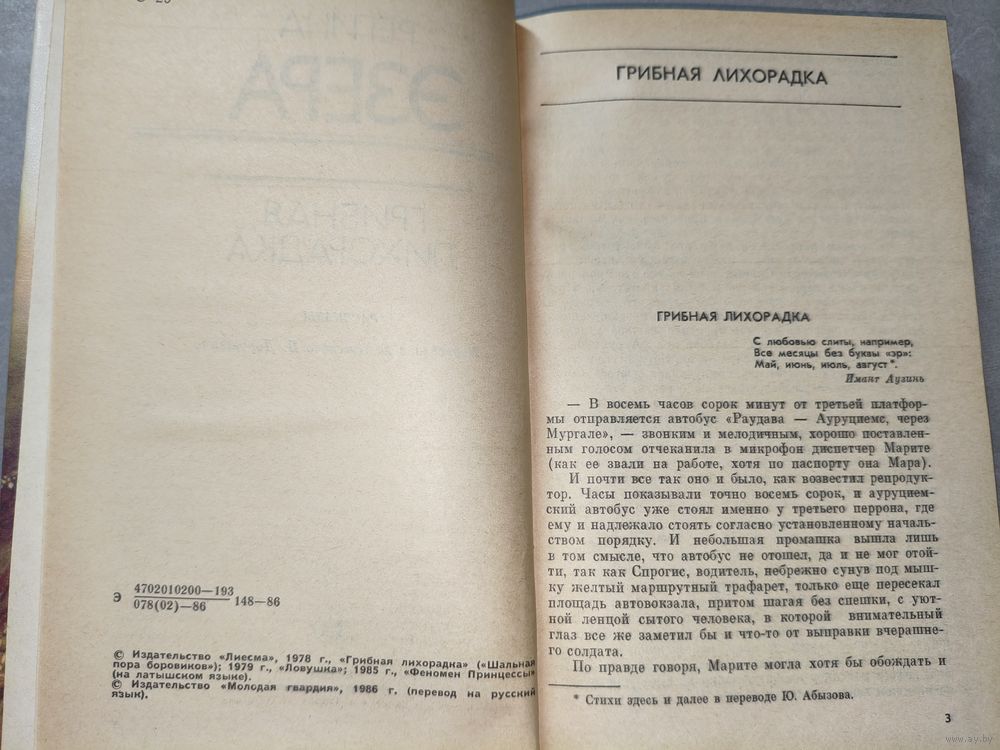 Э 4702010200—193
078(02)—86
148—86
© Издательство «Лиесма», 1978 г., «Грибная лихорадка» («Шальная
пора боровиков»); 1979 г., «Ловушка»; 1985 г., «Феномен Принцессы»
(на латышском языке).
© Издательство «Молодая гвардия», 1986 г. (перевод на русский
язык).
ГРИБНАЯ ЛИХОРАДКА
ГРИБНАЯ ЛИХОРАДКА
С любовью слиты, например,
Все месяцы без буквы «эр»:
Май, июнь, июль, август*.
Имант Аузинь
— В восемь часов сорок минут от третьей платфор-
мы отправляется автобус «Раудава — Ауруциемс, через
Мургале», — звонким и мелодичным, хорошо поставлен-
ным голосом отчеканила в микрофон диспетчер Марите
(как ее звали на работе, хотя по паспорту она Мара).
И почти все так оно и было, как возвестил репродук-
тор. Часы показывали точно восемь сорок, и ауруцием-
ский автобус уже стоял именно у третьего перрона, где
ему и надлежало стоять согласно установленному началь-
ством порядку. И небольшая промашка вышла лишь
в том смысле, что автобус не отошел, да и не мог отой-
ти, так как Спрогис, водитель, небрежно сунув под мыш-
ку желтый маршрутный трафарет, только еще пересекал
площадь автовокзала, притом шагая без спешки, с уют-
ной ленцой сытого человека, в которой внимательный
глаз все же заметил бы и что-то от выправки вчерашне-
го солдата.
По правде говоря, Марите могла хотя бы обождать и
* Стихи здесь и далее в переводе Ю. Абызова.
3
www.ay.by